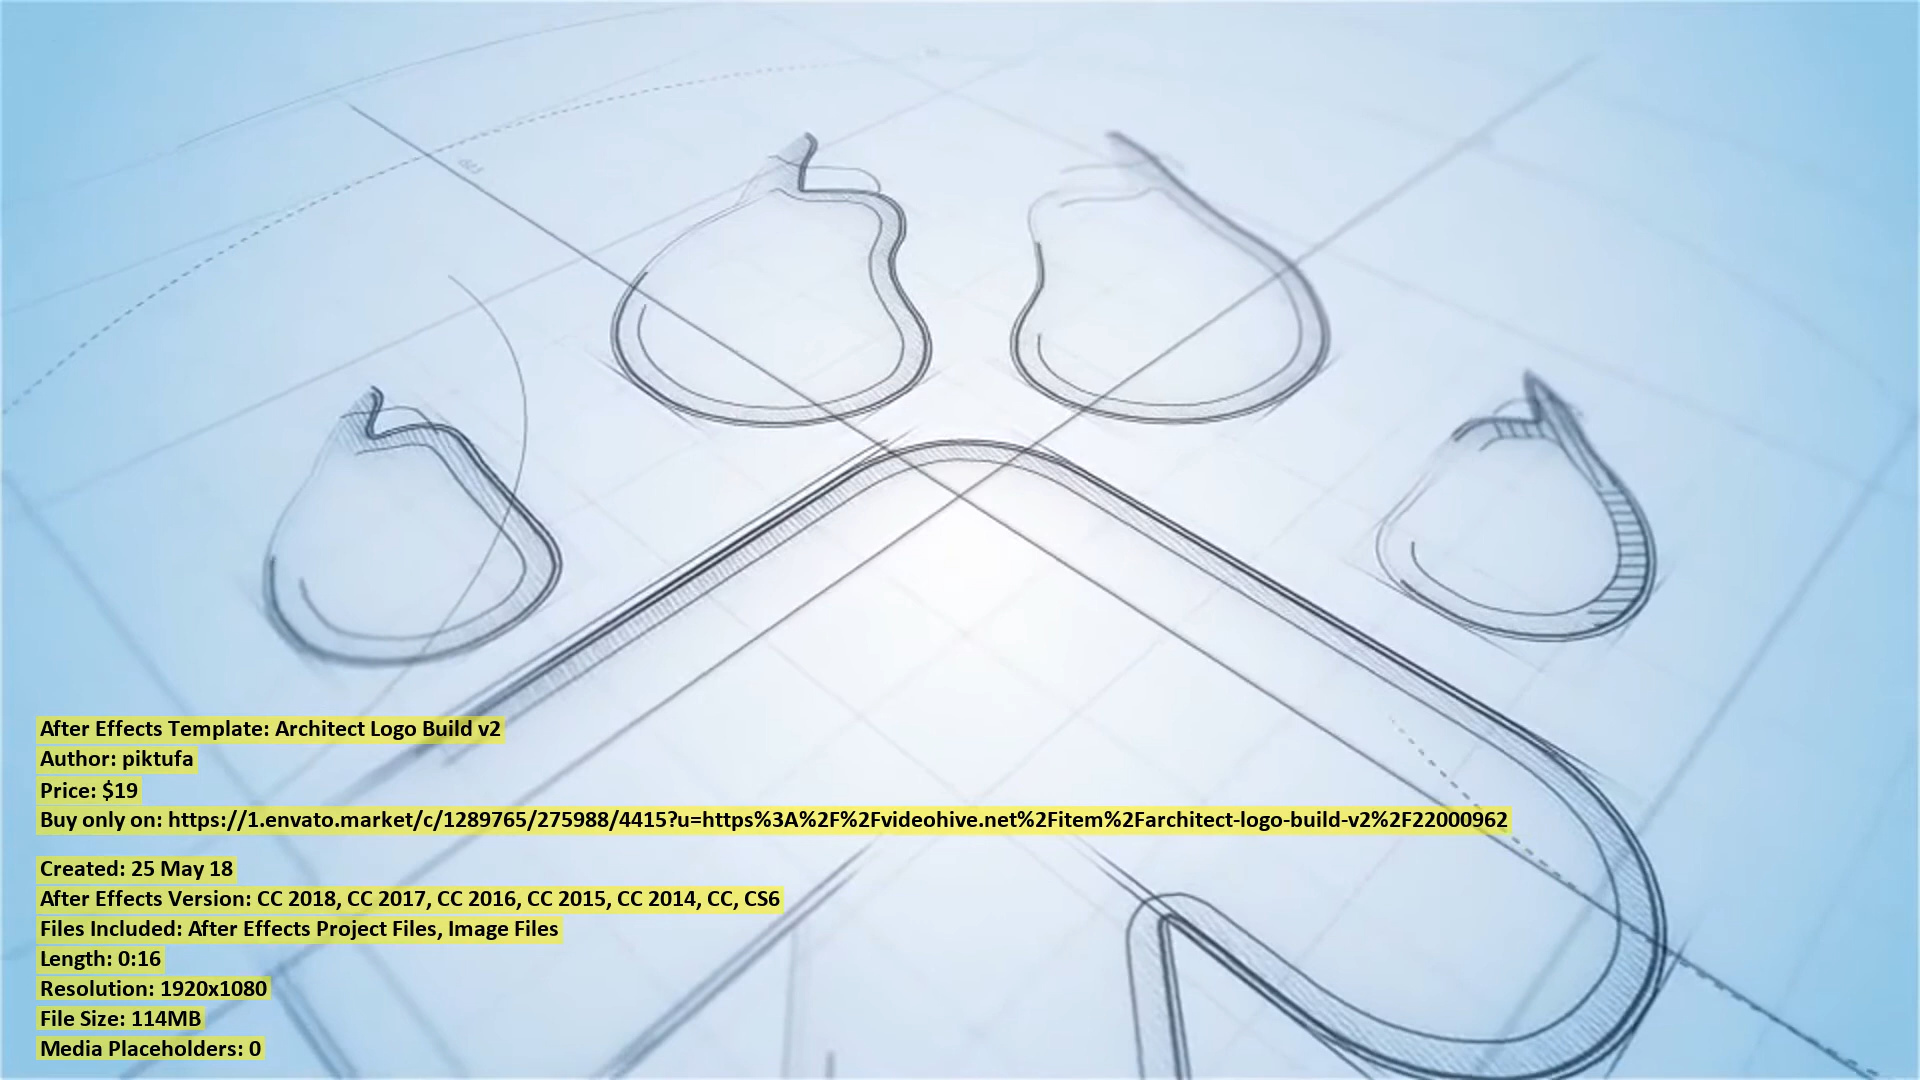 After Effects Template: Architect Logo Build v2
Author: piktufa
Price: $19
Buy only on: https://1.envato.market/c/1289765/275988/4415?u=https%3A%2F%2Fvideohive.net%2Fitem%2Farchitect-logo-build-v2%2F22000962
Created: 25 May 18
After Effects Version: CC 2018, CC 2017, CC 2016, CC 2015, CC 2014, CC, CS6
Files Included: After Effects Project Files, Image Files
Length: 0:16
Resolution: 1920x1080
File Size: 114MB
Media Placeholders: 0